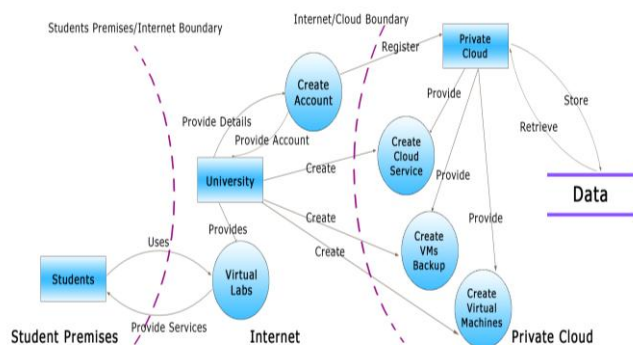 Students Premises/Internet Boundary
Internet/Cloud Boundary
Private
Cloud
Register
Create
Account
Provide
Store
Provide Details
Retrieve
Provide Account
Create
Cloud
Service
University
Create
Provide
Data
Create
Provide
Provides
Create
Create
VMs
Backup
Uses
Students
Virtual
Labs
Create
Virtual
Machines
Provide Services
Student Premises
Internet
Private Cloud